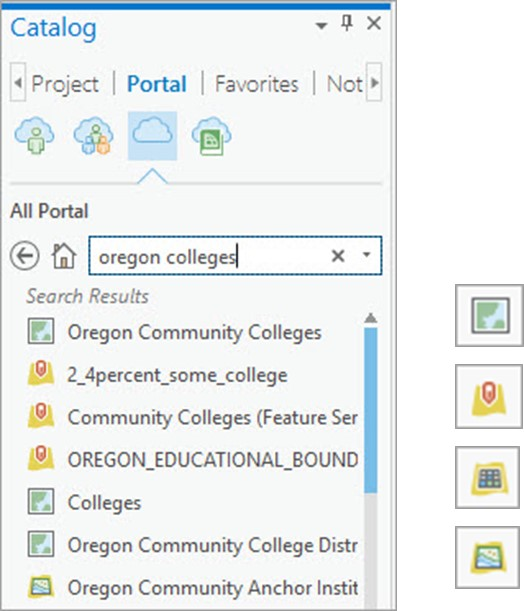 Catalog
Project Portal Favorites Not
All Portal
oregon colleges
Search Results
Oregon Community Colleges
2_4percent_some_college
Community Colleges (Feature Ser
OREGON_EDUCATIONAL_BOUND
Colleges
Oregon Community College Distr
Oregon Community Anchor Instit